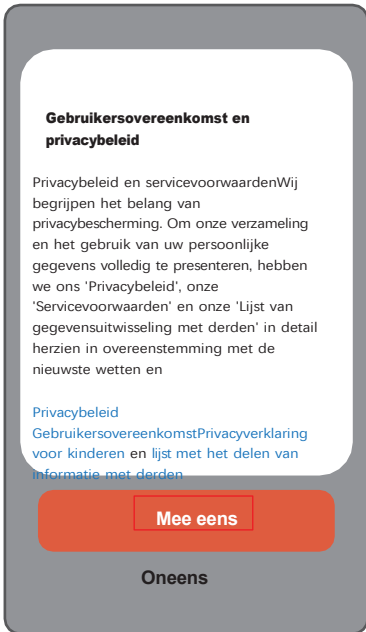 Gebruikersovereenkomst en
privacybeleid
Privacybeleid en servicevoorwaardenWij
begrijpen het belang van
privacybescherming. Om onze verzameling
en het gebruik van uw persoonlijke
gegevens volledig te presenteren, hebben
we ons 'Privacybeleid', onze
'Servicevoorwaarden' en onze 'Lijst van
gegevensuitwisseling met derden' in detail
herzien in overeenstemming met de
nieuwste wetten en
Privacybeleid
GebruikersovereenkomstPrivacyverklaring
voor kinderen en lijst met het delen van
informatie met derden
Mee eens
Oneens